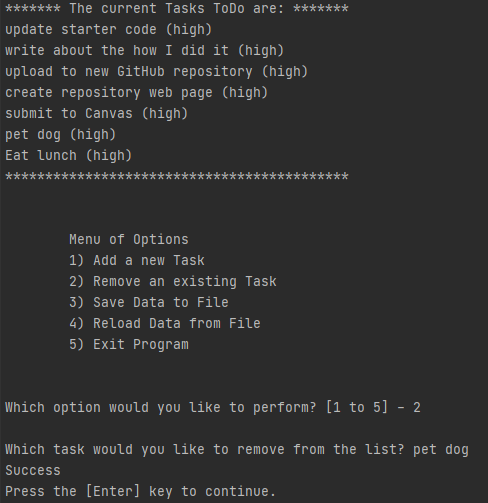 ******* The current Tasks ToDo are: *******
update starter code (high)
write about the how I did it (high)
upload to new GitHub repository (high)
create repository web page (high)
submit to Canvas (high)
pet dog (high)
Eat lunch (high)
*******************************************
Menu of Options
1) Add a new Task
2) Remove an existing Task
3) Save Data to File
4) Reload Data from File
5) Exit Program
Which option would you like to perform? [1 to 5] – 2
Which task would you like to remove from the list? pet dog
Success
Press the [Enter] key to continue.